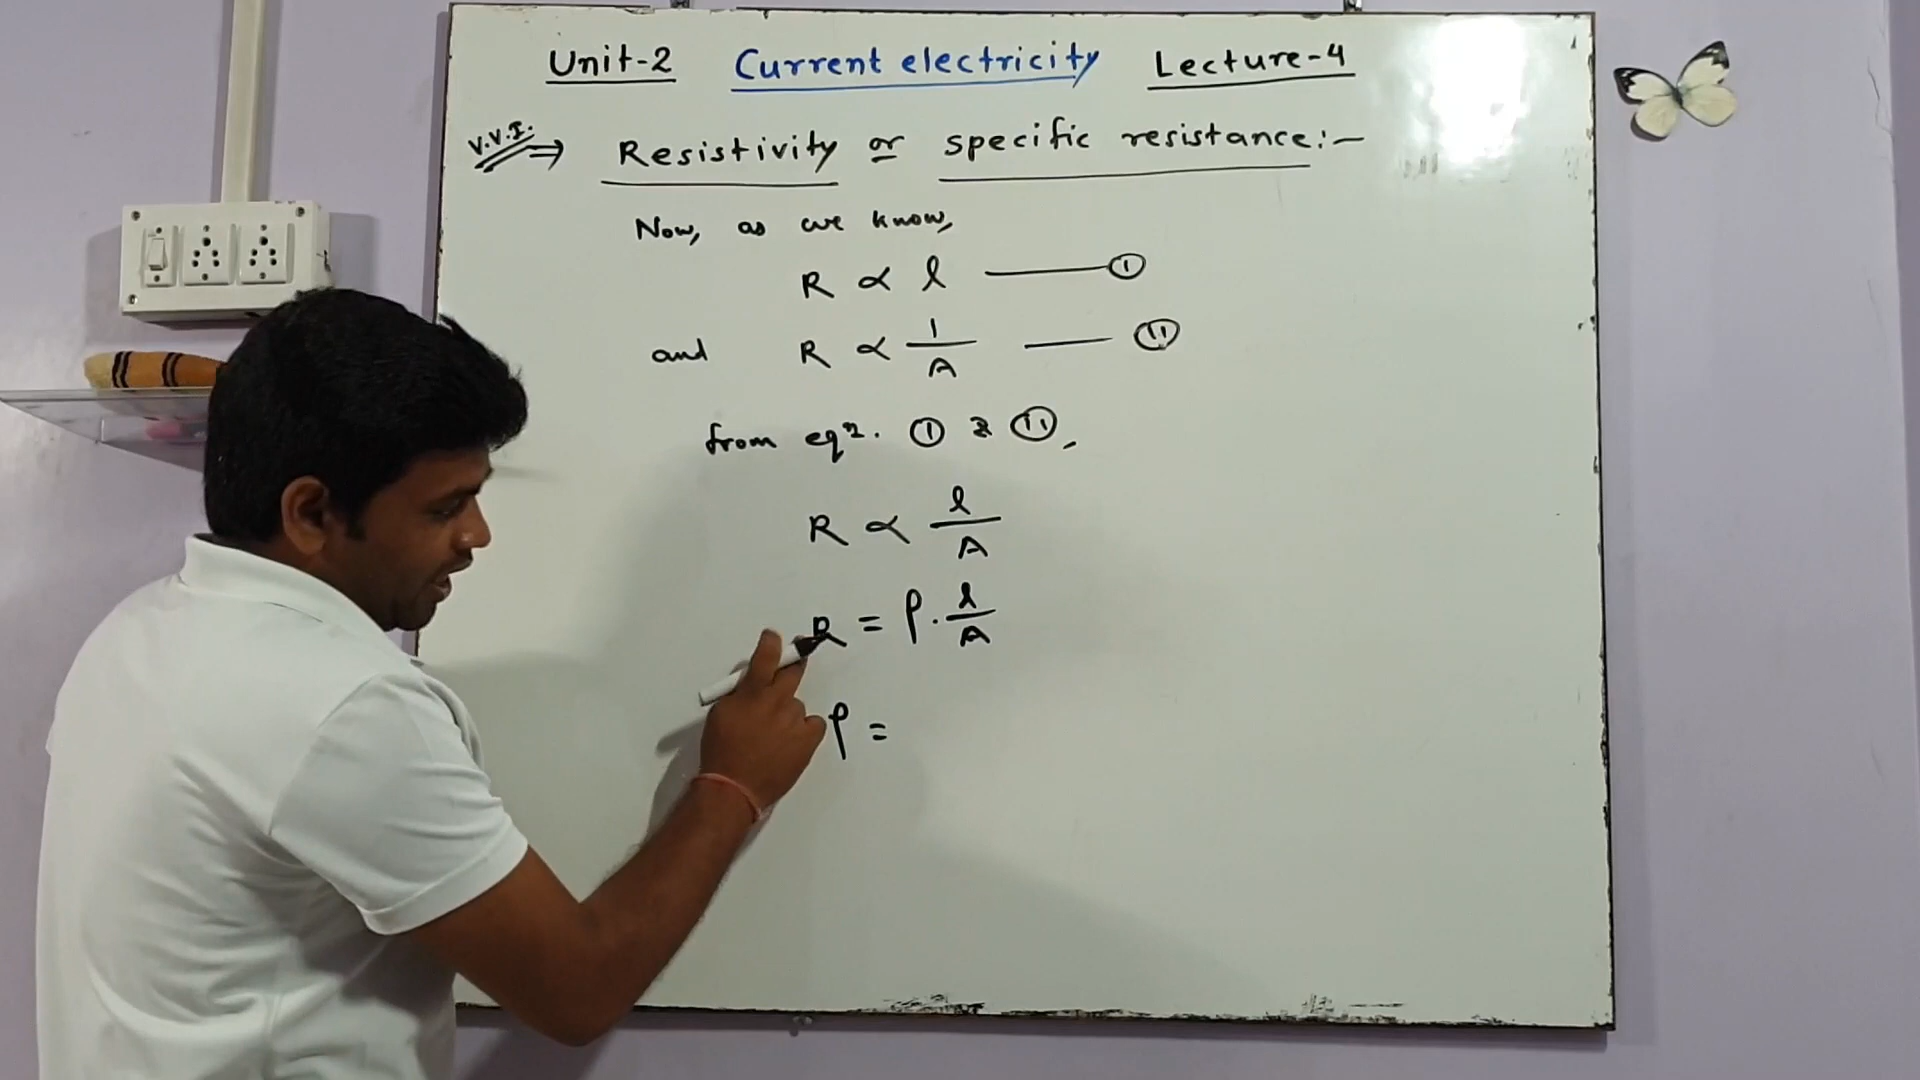 Unit-2 Current electricity Lecture-4
V.V.I. ⇒ Resistivity or specific resistance:-
Now, as we know,
R ∝ l —— ①
and R ∝ 1/A —— ⑪
from eqn. ① & ⑪,
R ∝ l/A
R = ρ. l/A
ρ =